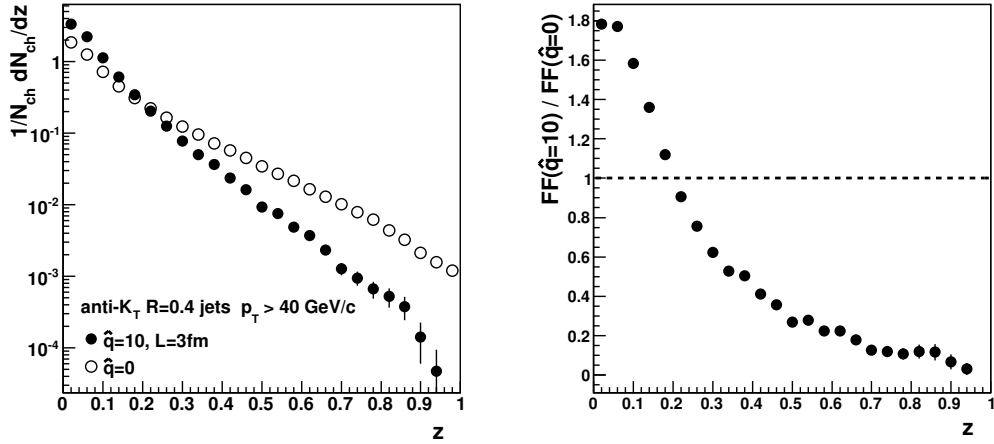 1/N_ch dN_ch/dz
1
10^-1
10^-2
10^-3
10^-4
anti-K_T R=0.4 jets p_T > 40 GeV/c
q̂=10, L=3fm
q̂=0
0 0.1 0.2 0.3 0.4 0.5 0.6 0.7 0.8 0.9 1
z
FF(q̂=10) / FF(q̂=0)
1.8
1.6
1.4
1.2
1
0.8
0.6
0.4
0.2
0
0 0.1 0.2 0.3 0.4 0.5 0.6 0.7 0.8 0.9 1
z